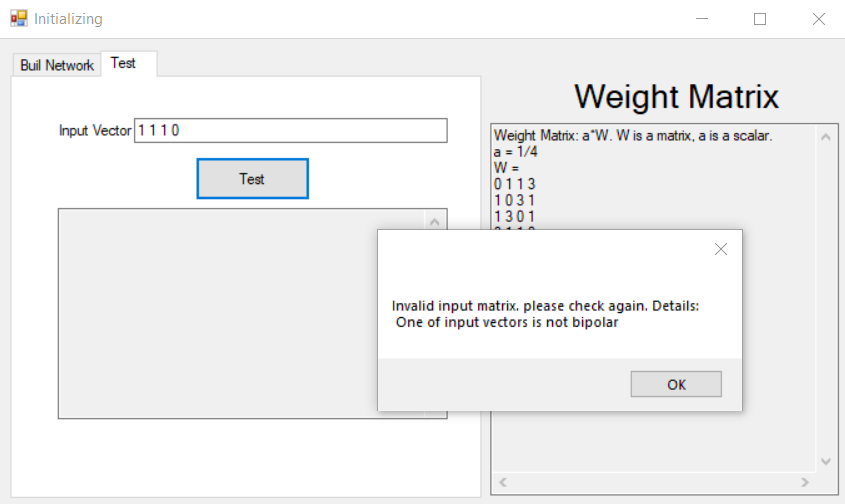 Initializing
Buil Network
Test
Weight Matrix
Input Vector
1 1 1 0
Test
Weight Matrix: a*W. W is a matrix, a is a scalar.
a = 1/4
W =
0 1 1 3
1 0 3 1
1 3 0 1
Invalid input matrix. please check again. Details:
One of input vectors is not bipolar
OK